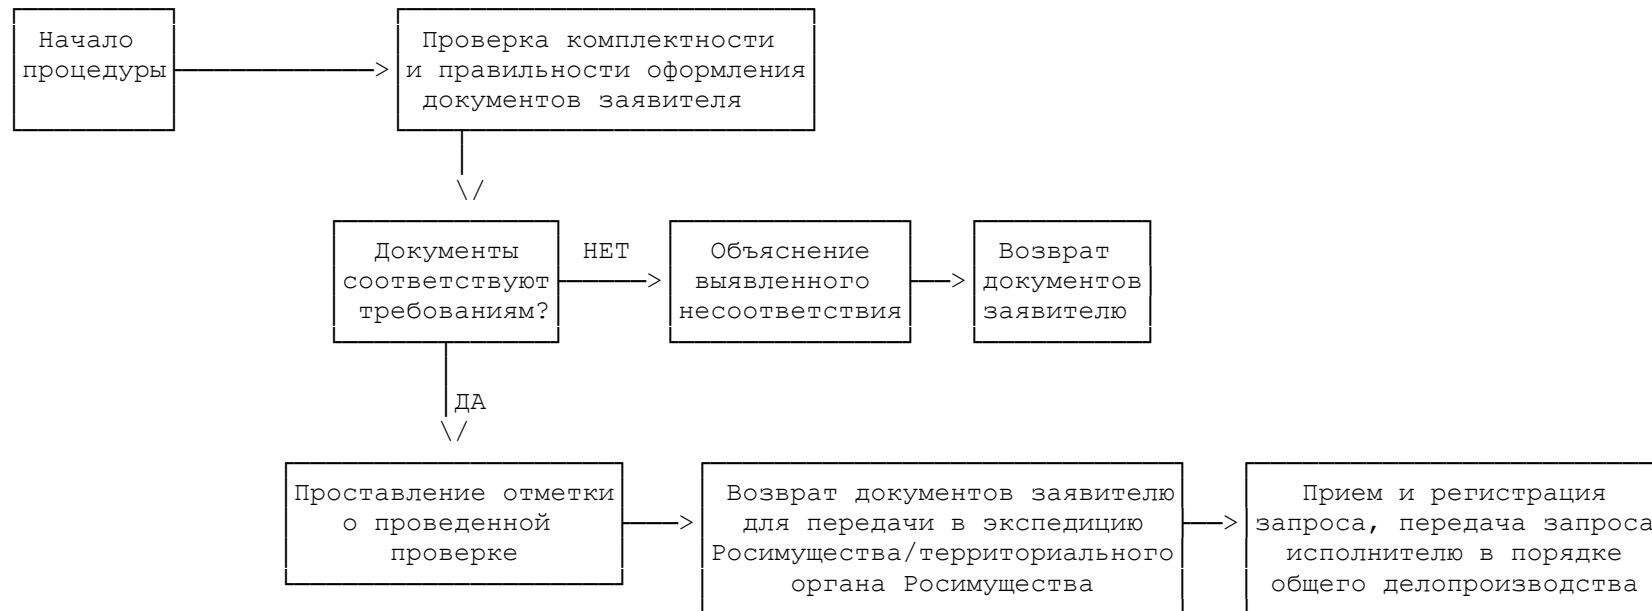 Начало
процедуры
Проверка комплектности
и правильности оформления
документов заявителя
Документы
соответствуют
требованиям?
НЕТ
Объяснение
выявленного
несоответствия
Возврат
документов
заявителю
ДА
Проставление отметки
о проведенной
проверке
Возврат документов заявителю
для передачи в экспедицию
Росимущества/территориального
органа Росимущества
Прием и регистрация
запроса, передача запроса
исполнителю в порядке
общего делопроизводства